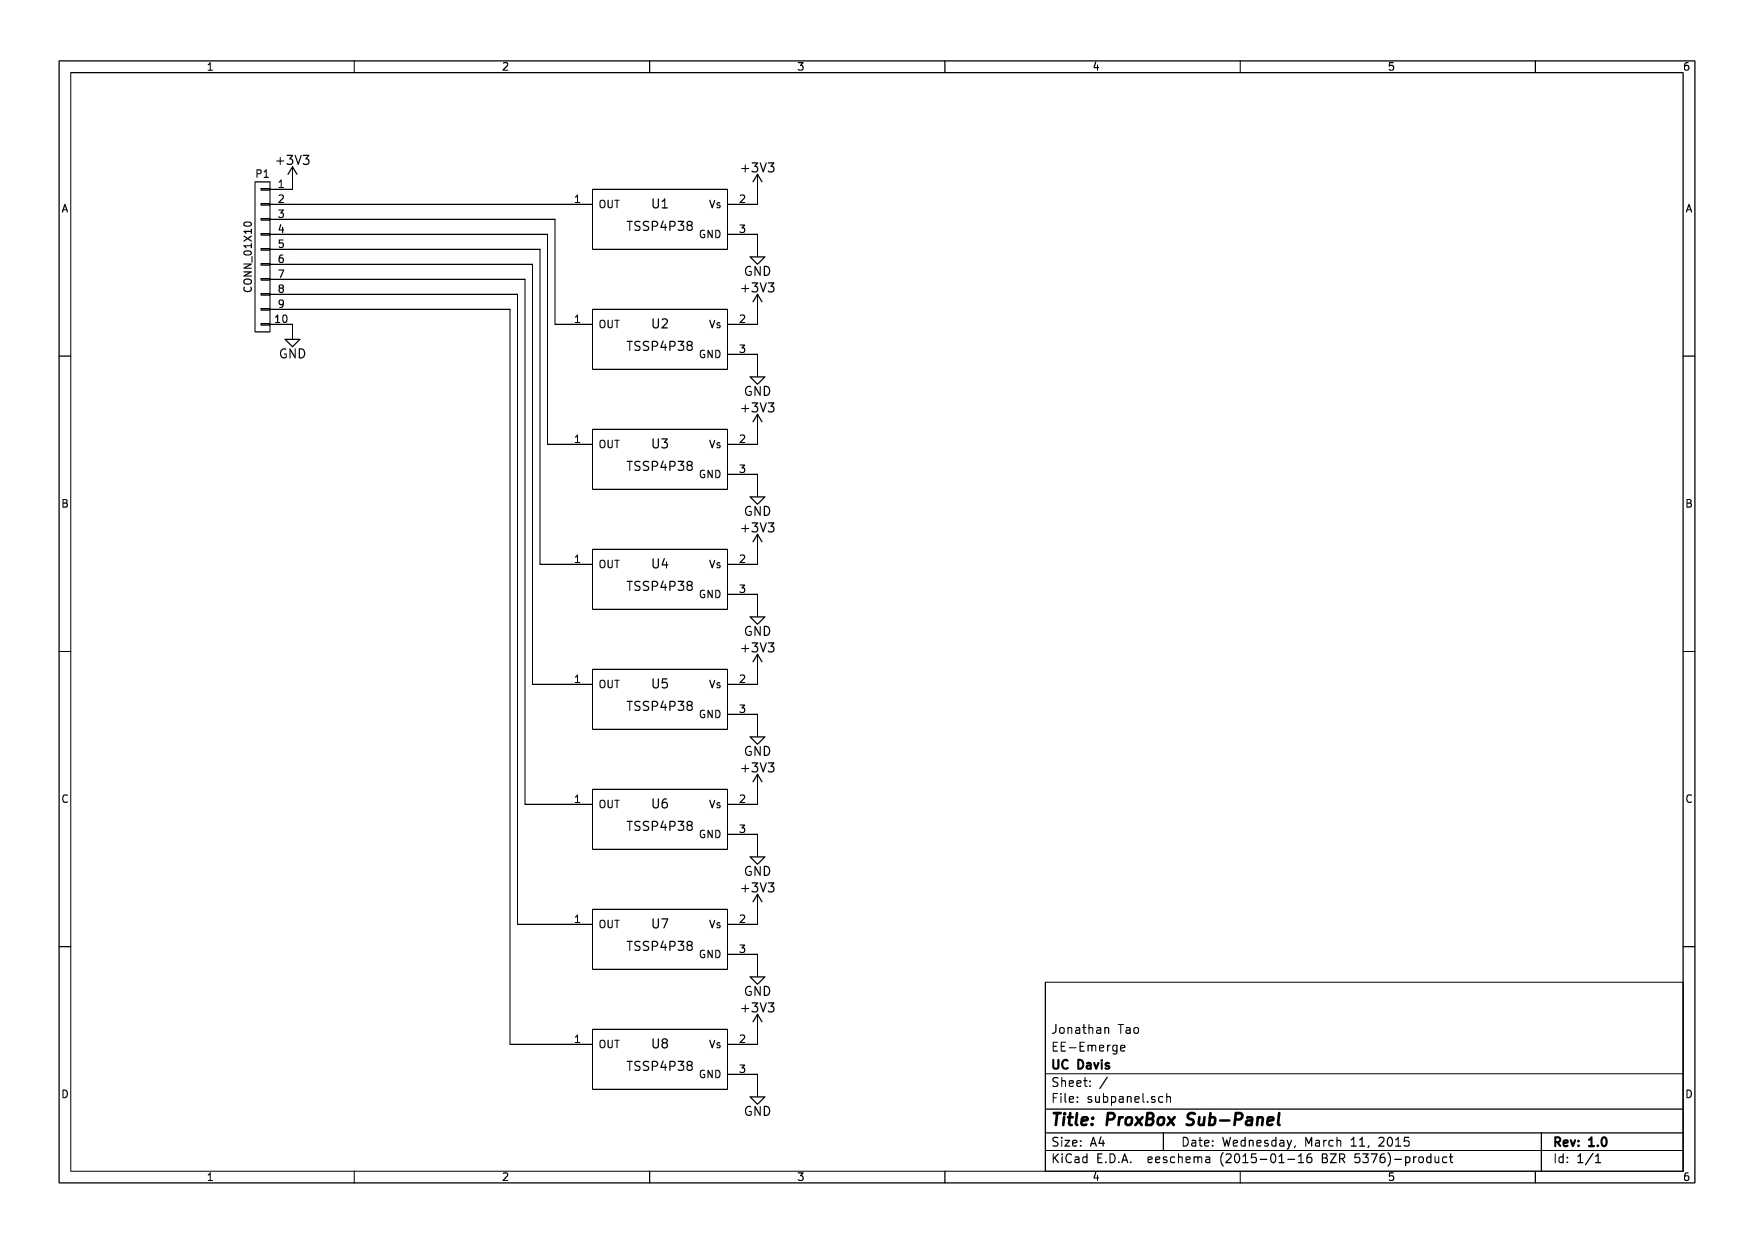 1 2 3 4 5 6
A A
B B
C C
D D
+3V3
P1
CONN_01X10
1
2
3
4
5
6
7
8
9
10
GND
+3V3
1 OUT U1 Vs 2
TSSP4P38
GND 3
GND
+3V3
1 OUT U2 Vs 2
TSSP4P38
GND 3
GND
+3V3
1 OUT U3 Vs 2
TSSP4P38
GND 3
GND
+3V3
1 OUT U4 Vs 2
TSSP4P38
GND 3
GND
+3V3
1 OUT U5 Vs 2
TSSP4P38
GND 3
GND
+3V3
1 OUT U6 Vs 2
TSSP4P38
GND 3
GND
+3V3
1 OUT U7 Vs 2
TSSP4P38
GND 3
GND
+3V3
1 OUT U8 Vs 2
TSSP4P38
GND 3
GND
Jonathan Tao
EE-Emerge
UC Davis
Sheet: /
File: subpanel.sch
Title: ProxBox Sub-Panel
Size: A4 Date: Wednesday, March 11, 2015 Rev: 1.0
KiCad E.D.A. eeschema (2015-01-16 BZR 5376)-product Id: 1/1
1 2 3 4 5 6